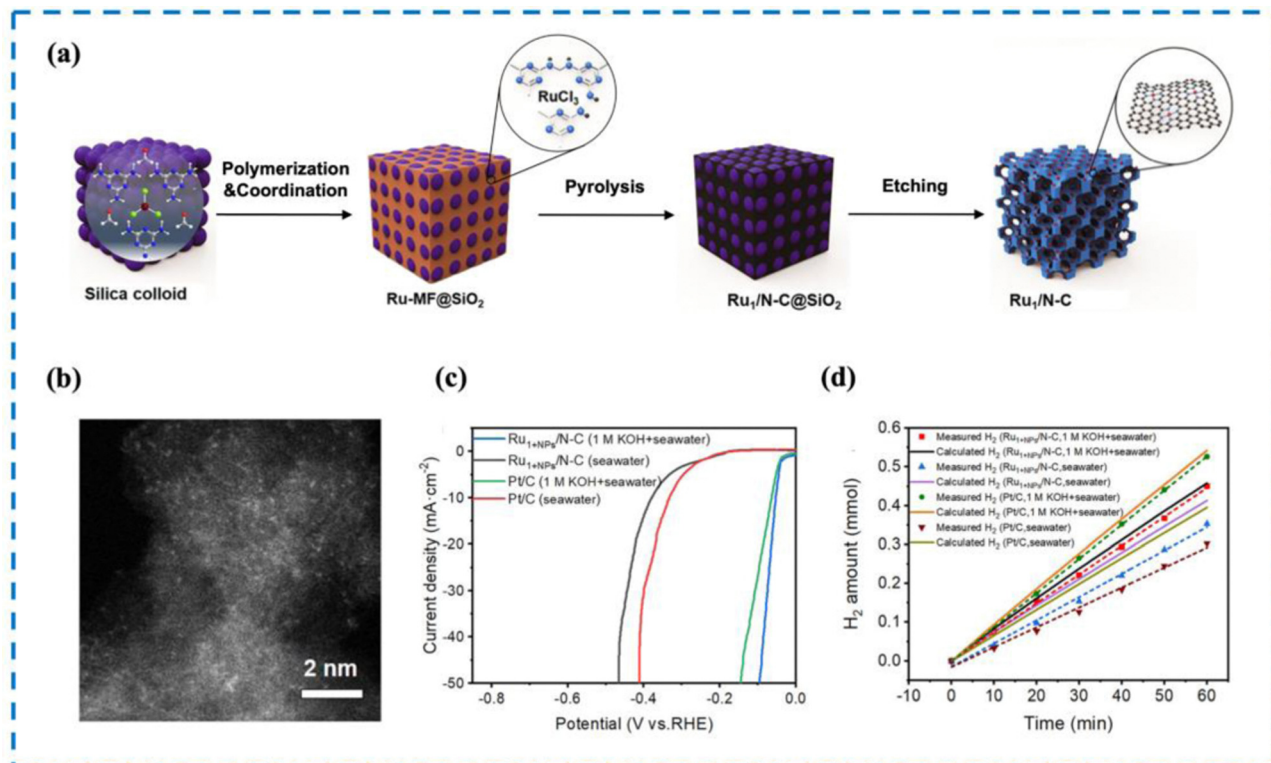 (a)
RuCl₃
Polymerization
&Coordination
Pyrolysis
Etching
Silica colloid
Ru-MF@SiO₂
Ru₁/N-C@SiO₂
Ru₁/N-C
(b)
2 nm
(c)
Ru₁₊NPs/N-C (1 M KOH+seawater)
Ru₁₊NPs/N-C (seawater)
Pt/C (1 M KOH+seawater)
Pt/C (seawater)
Current density (mA·cm⁻²)
0
-10
-20
-30
-40
-50
-0.8
-0.6
-0.4
-0.2
0.0
Potential (V vs.RHE)
(d)
Measured H₂ (Ru₁₊NPs/N-C,1 M KOH+seawater)
Calculated H₂ (Ru₁₊NPs/N-C,1 M KOH+seawater)
Measured H₂ (Ru₁₊NPs/N-C,seawater)
Calculated H₂ (Ru₁₊NPs/N-C,seawater)
Measured H₂ (Pt/C,1 M KOH+seawater)
Calculated H₂ (Pt/C,1 M KOH+seawater)
Measured H₂ (Pt/C,seawater)
Calculated H₂ (Pt/C,seawater)
H₂ amount (mmol)
0.6
0.5
0.4
0.3
0.2
0.1
0.0
-10
0
10
20
30
40
50
60
Time (min)